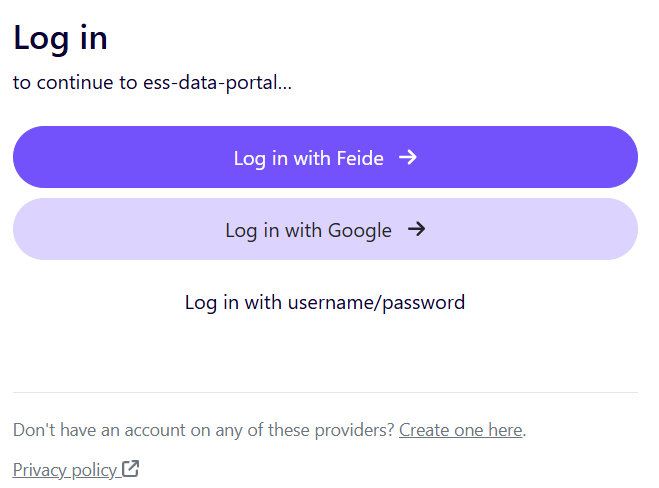 Log in
to continue to ess-data-portal...
Log in with Feide
Log in with Google
Log in with username/password
Don't have an account on any of these providers? Create one here.
Privacy policy